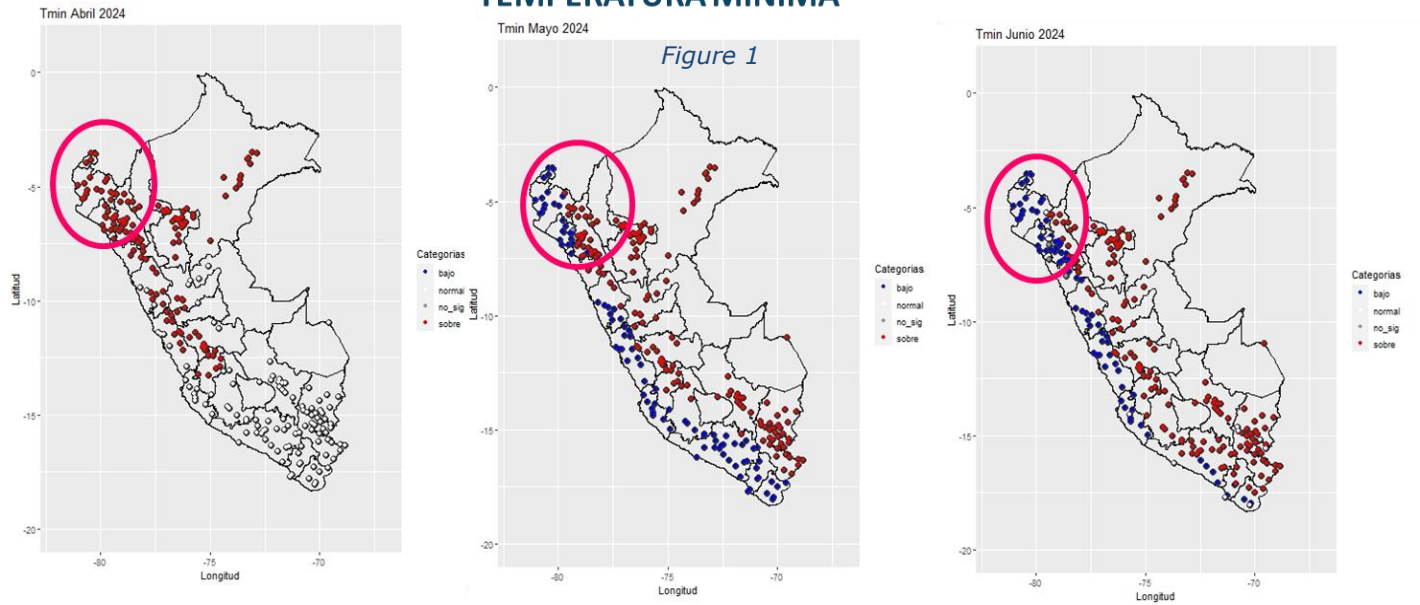 TEMPERATURA MINIMA
Figure 1
Tmin Abril 2024
0
-5
-10
-15
-20
Latitud
-80
-75
-70
Longitud
Categorias
bajo
normal
no_sig
sobre
Tmin Mayo 2024
0
-5
-10
-15
-20
Latitud
-80
-75
-70
Longitud
Categorias
bajo
normal
no_sig
sobre
Tmin Junio 2024
0
-5
-10
-15
-20
Latitud
-80
-75
-70
Longitud
Categorias
bajo
normal
no_sig
sobre